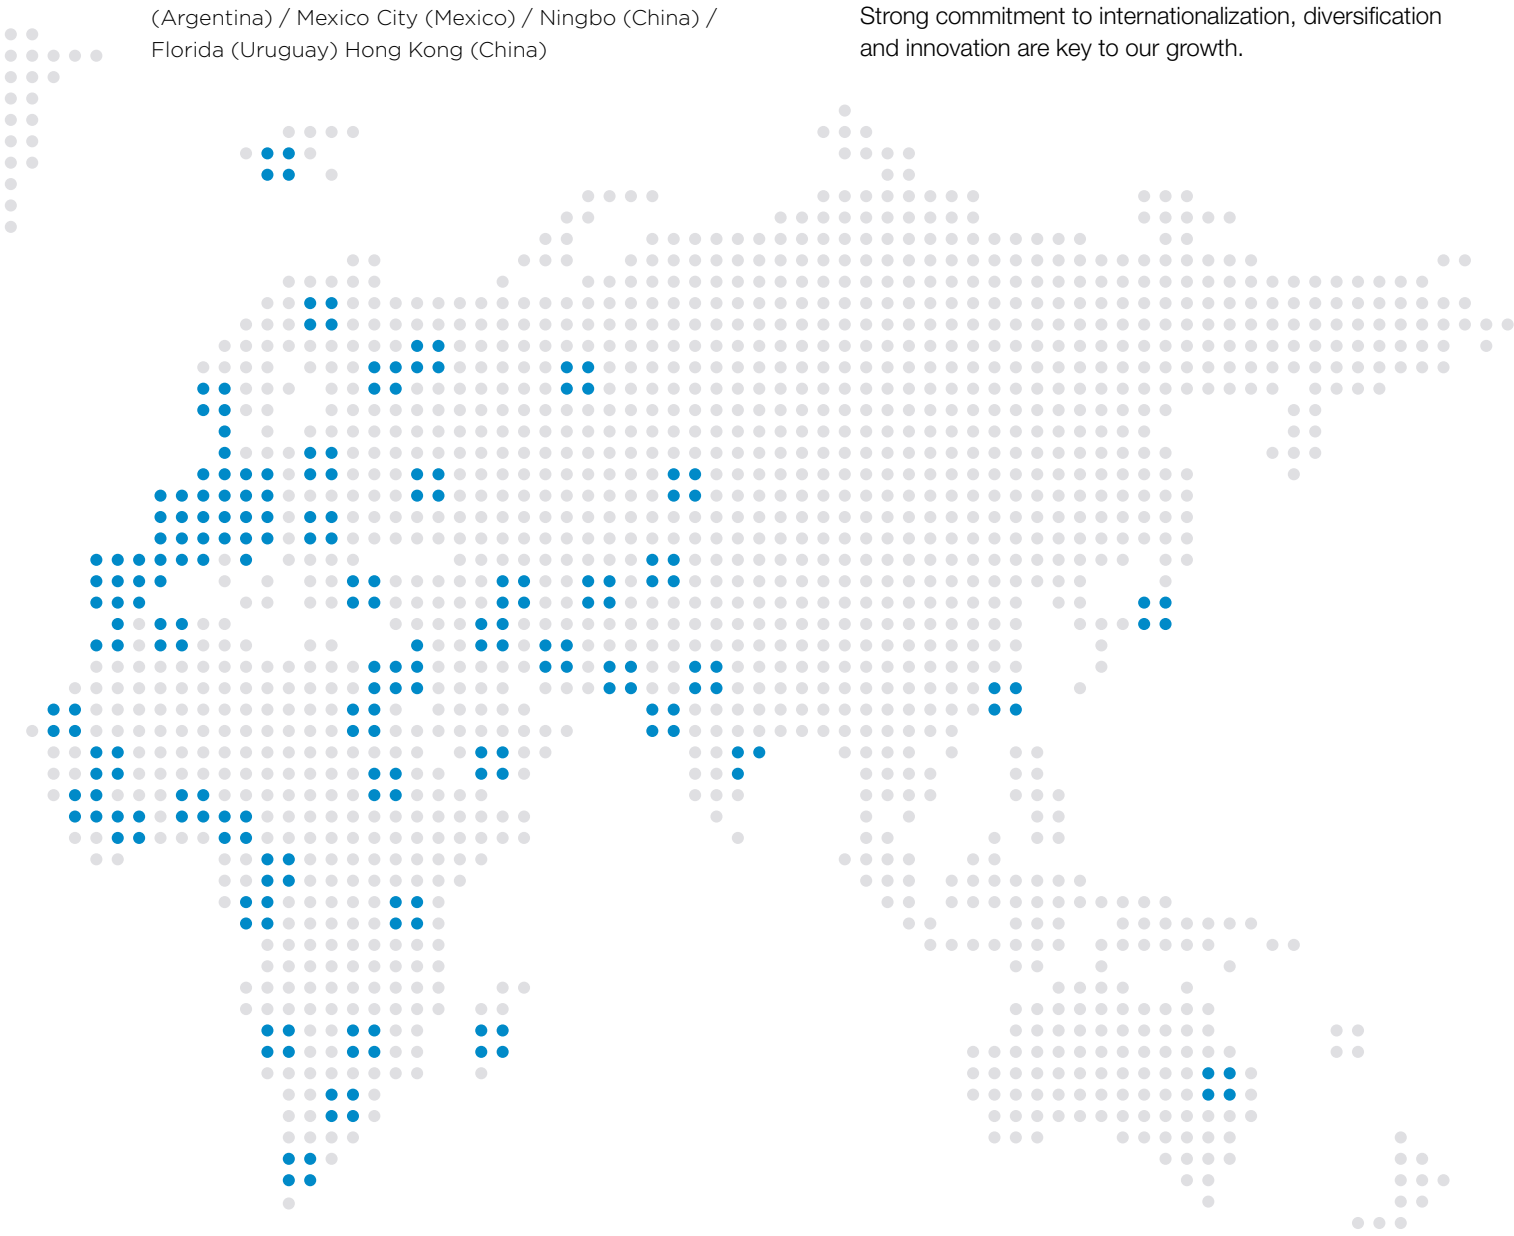 (Argentina) / Mexico City (Mexico) / Ningbo (China) /
Florida (Uruguay) Hong Kong (China)
Strong commitment to internationalization, diversification
and innovation are key to our growth.